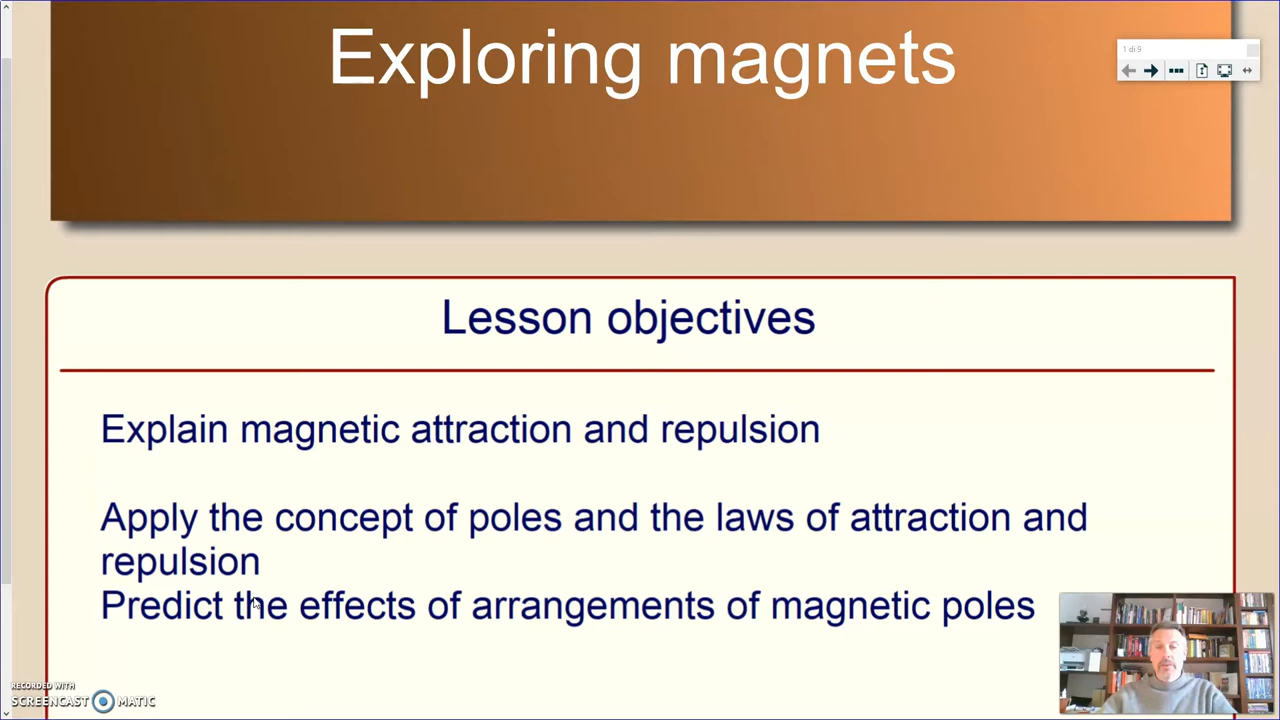 Exploring magnets
1 di 9
Lesson objectives
Explain magnetic attraction and repulsion
Apply the concept of poles and the laws of attraction and
repulsion
Predict the effects of arrangements of magnetic poles
RECORDED WITH
SCREENCAST MATIC